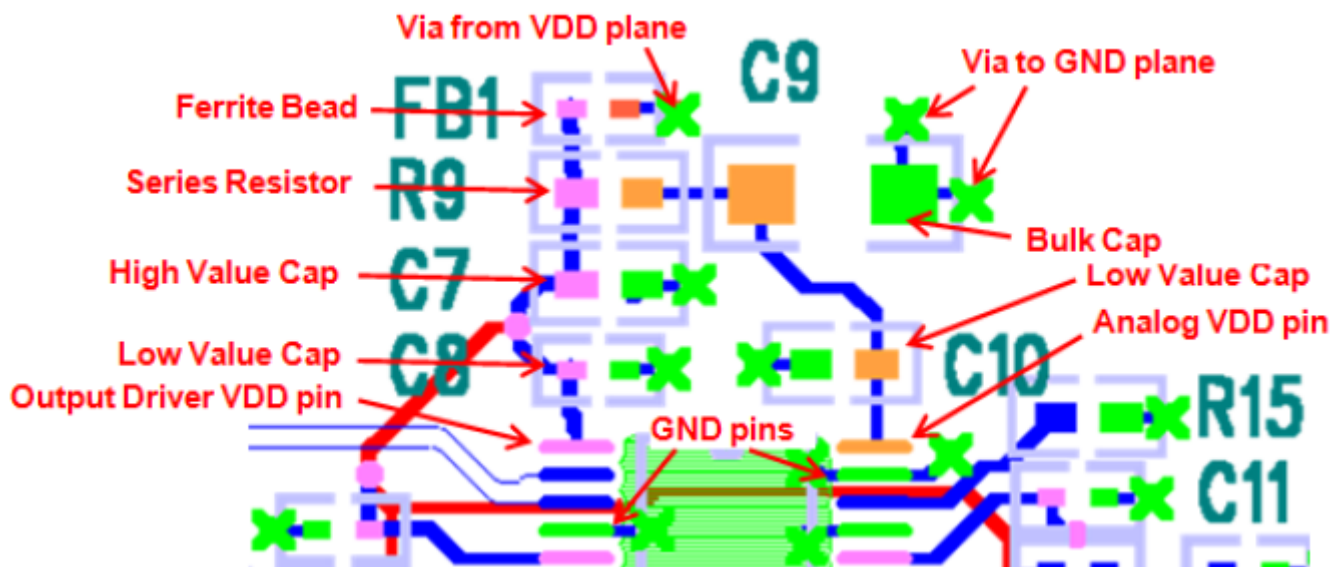 Via from VDD plane
C9
Via to GND plane
Ferrite Bead
FB1
Series Resistor
R9
Bulk Cap
High Value Cap
C7
Low Value Cap
Analog VDD pin
Low Value Cap
C8
C10
Output Driver VDD pin
GND pins
R15
C11